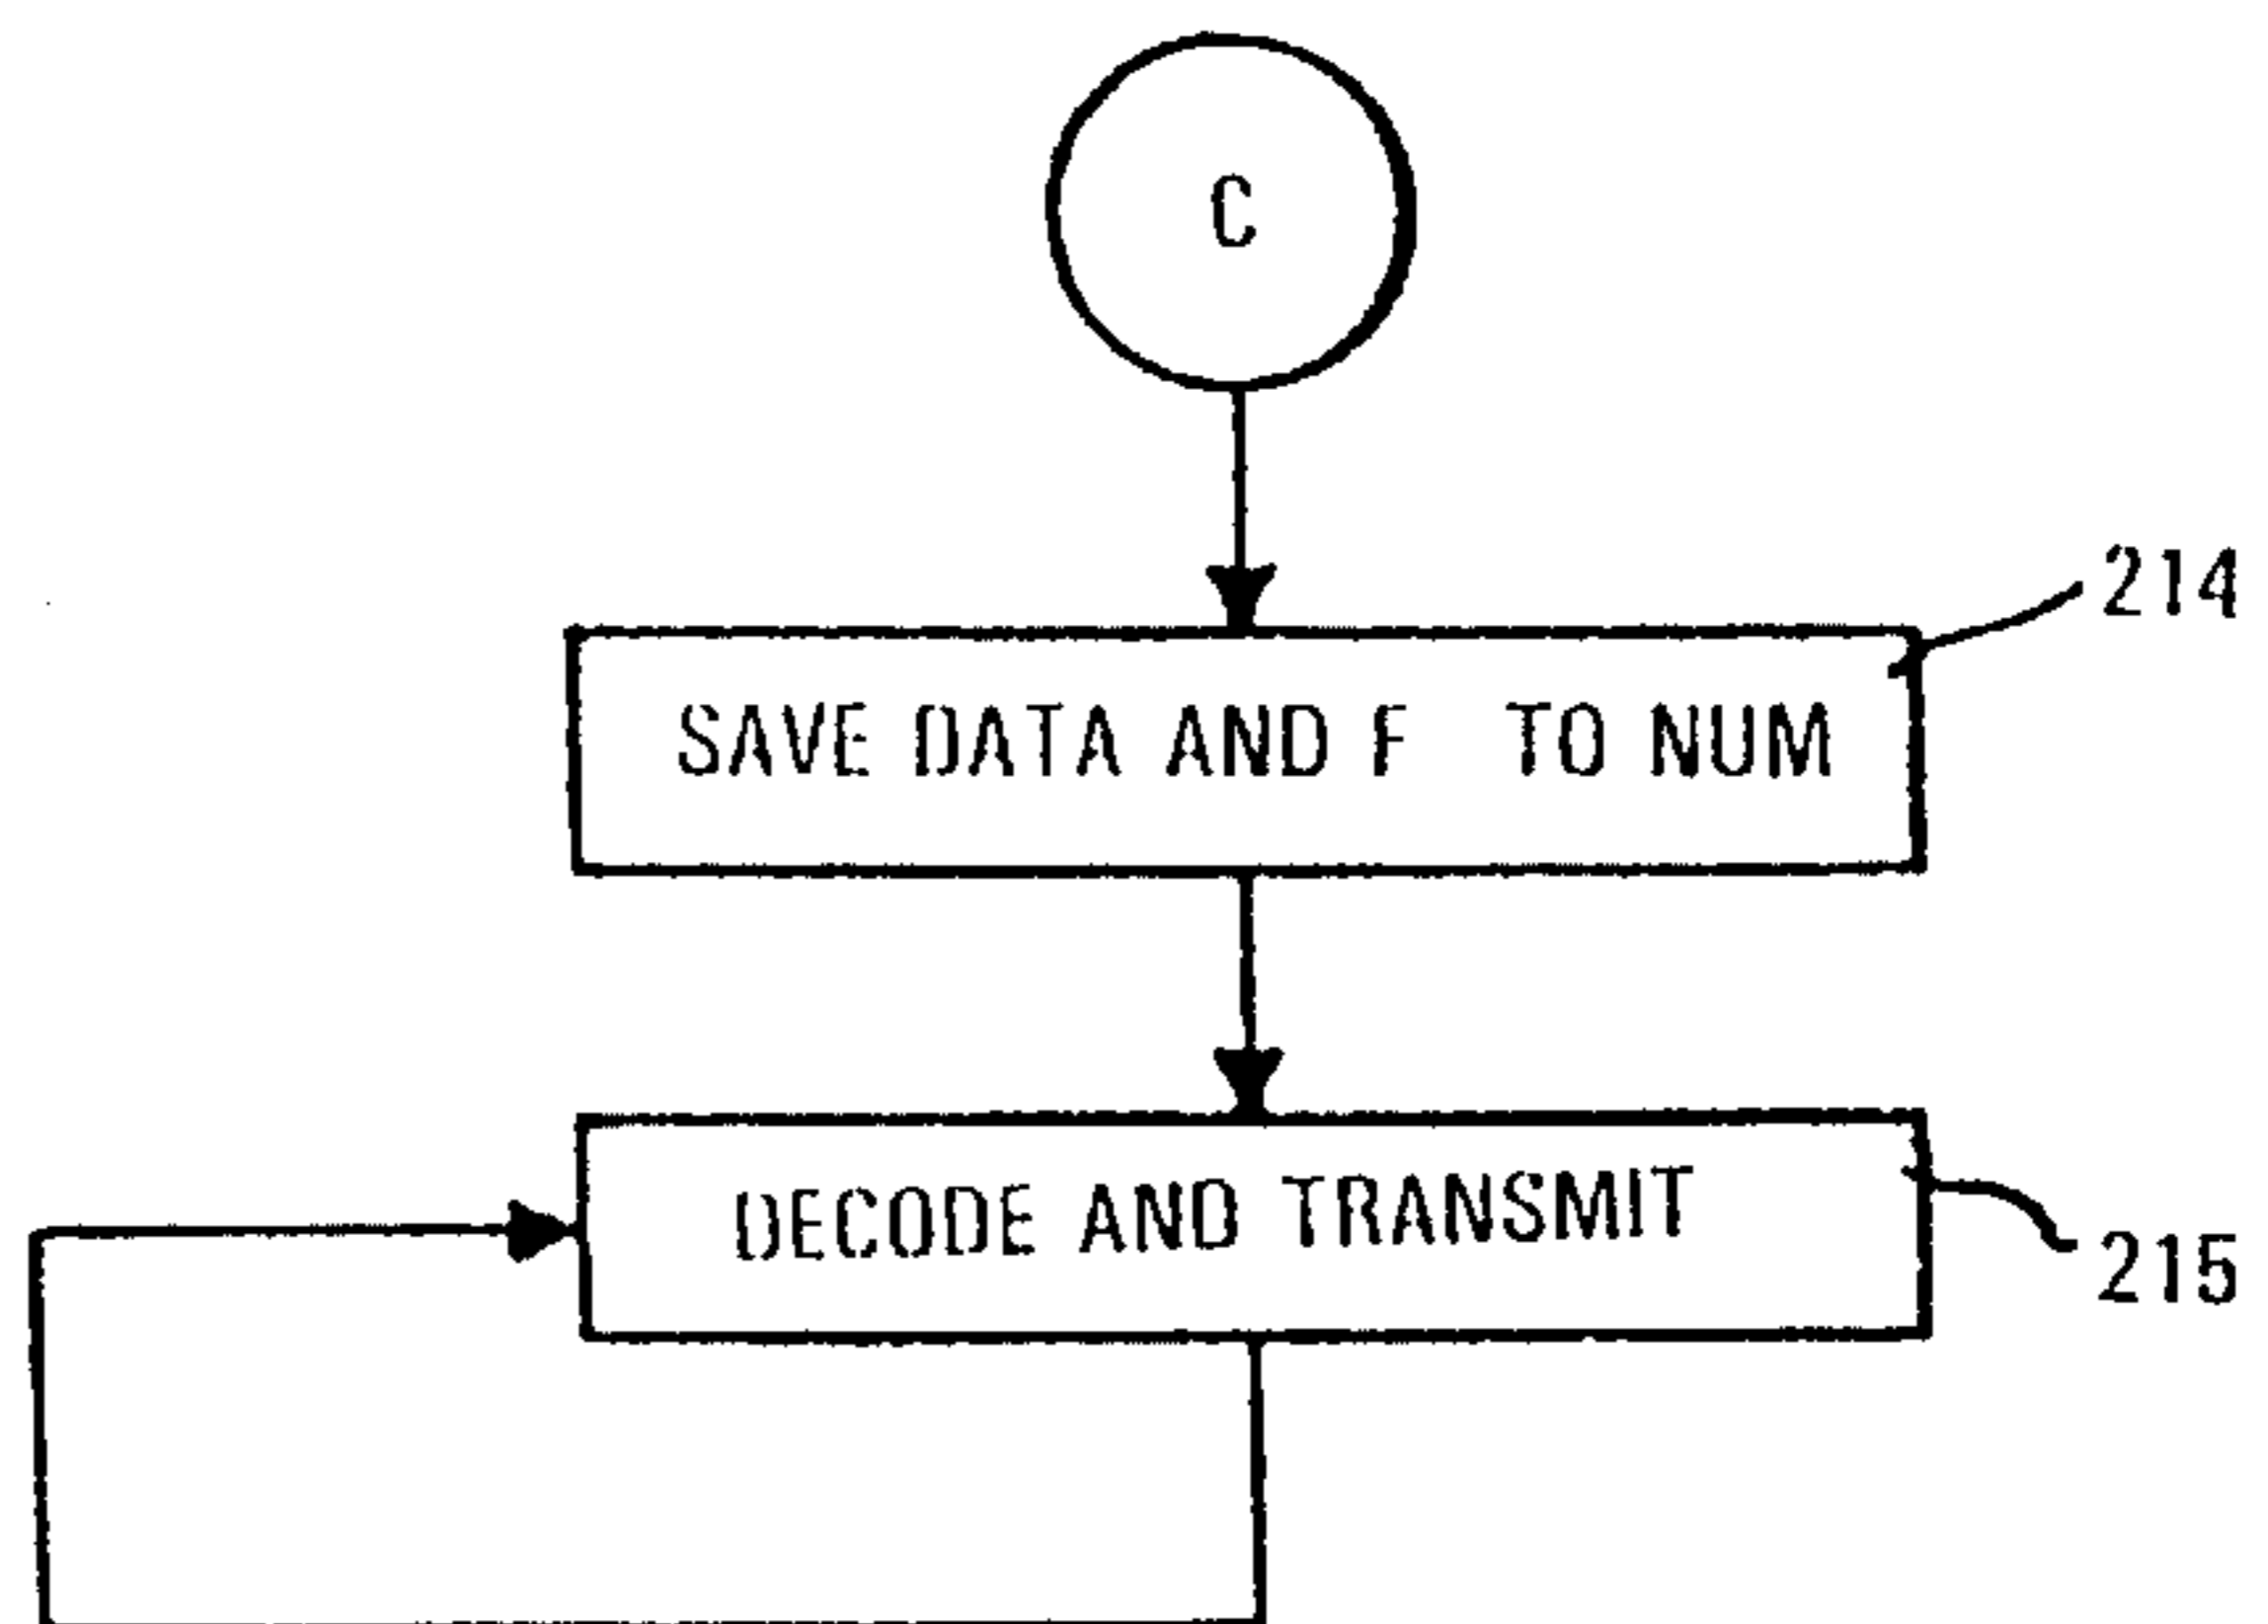 C
214
SAVE DATA AND F TO NUM
DECODE AND TRANSMIT
215